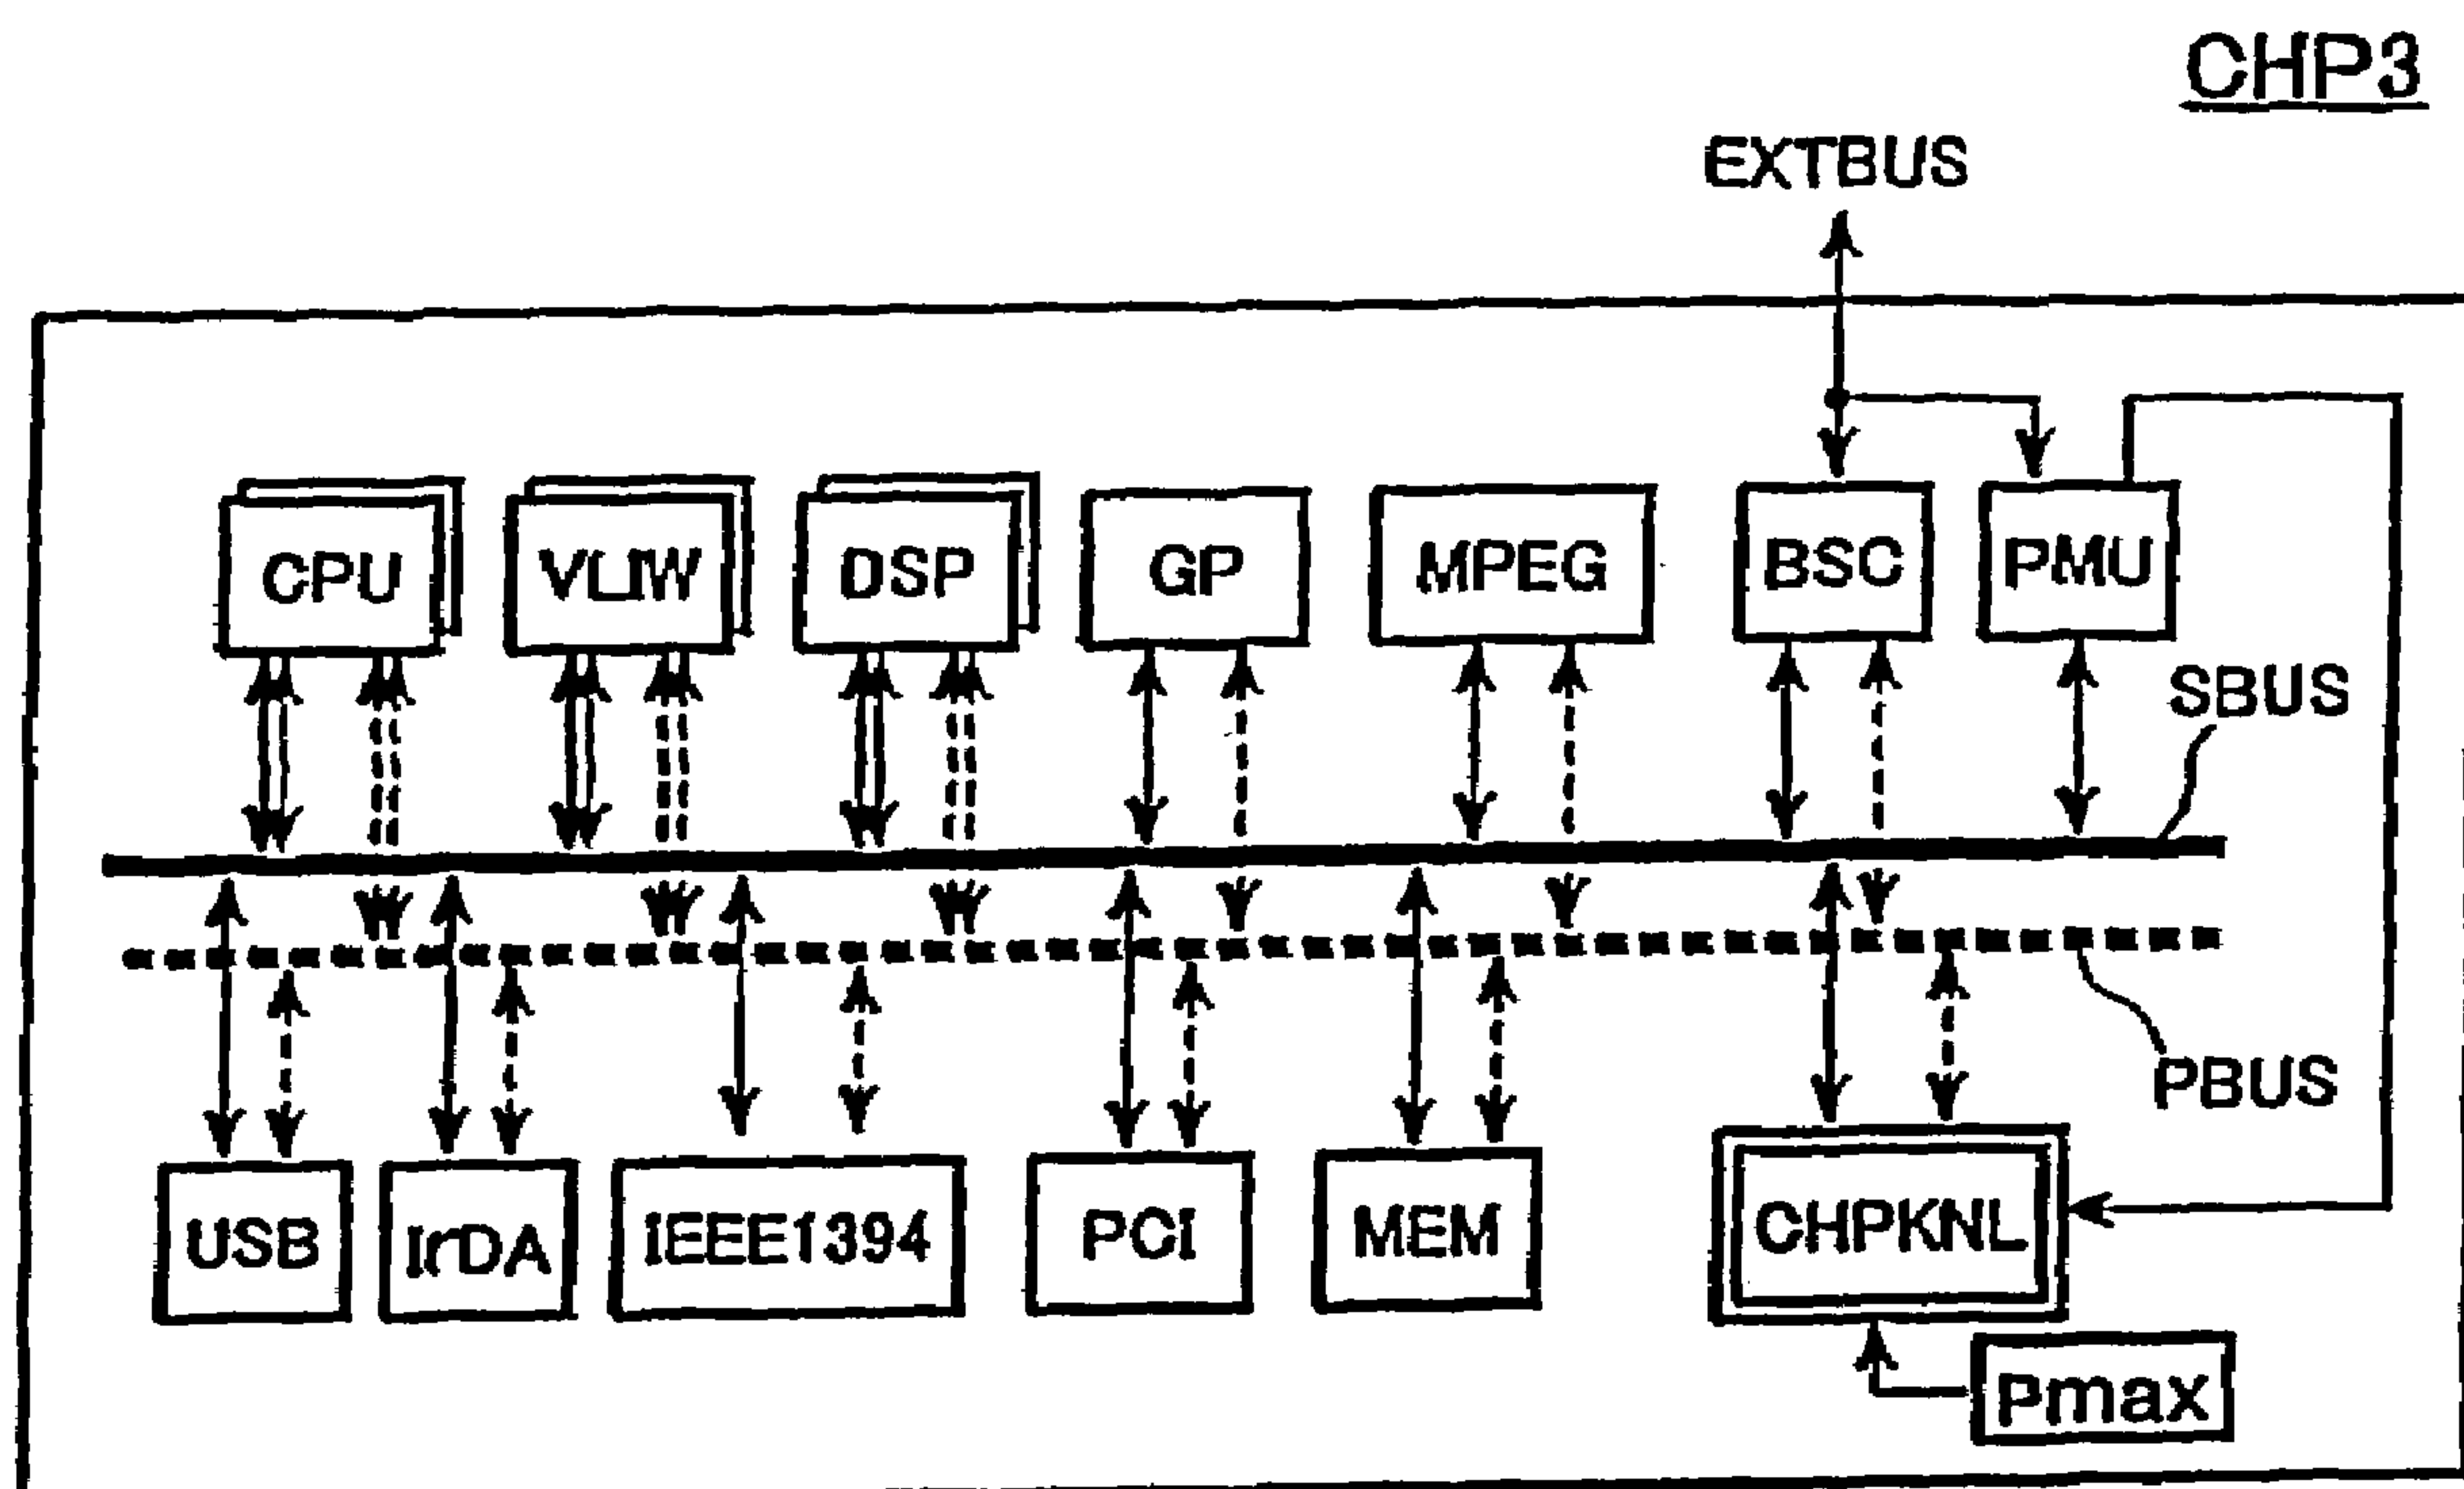 CHP3
EXTBUS
CPU
VLIW
DSP
GP
MPEG
BSC
PMU
SBUS
PBUS
USB
IrDA
IEEE1394
PCI
MEM
CHPKNL
Pmax